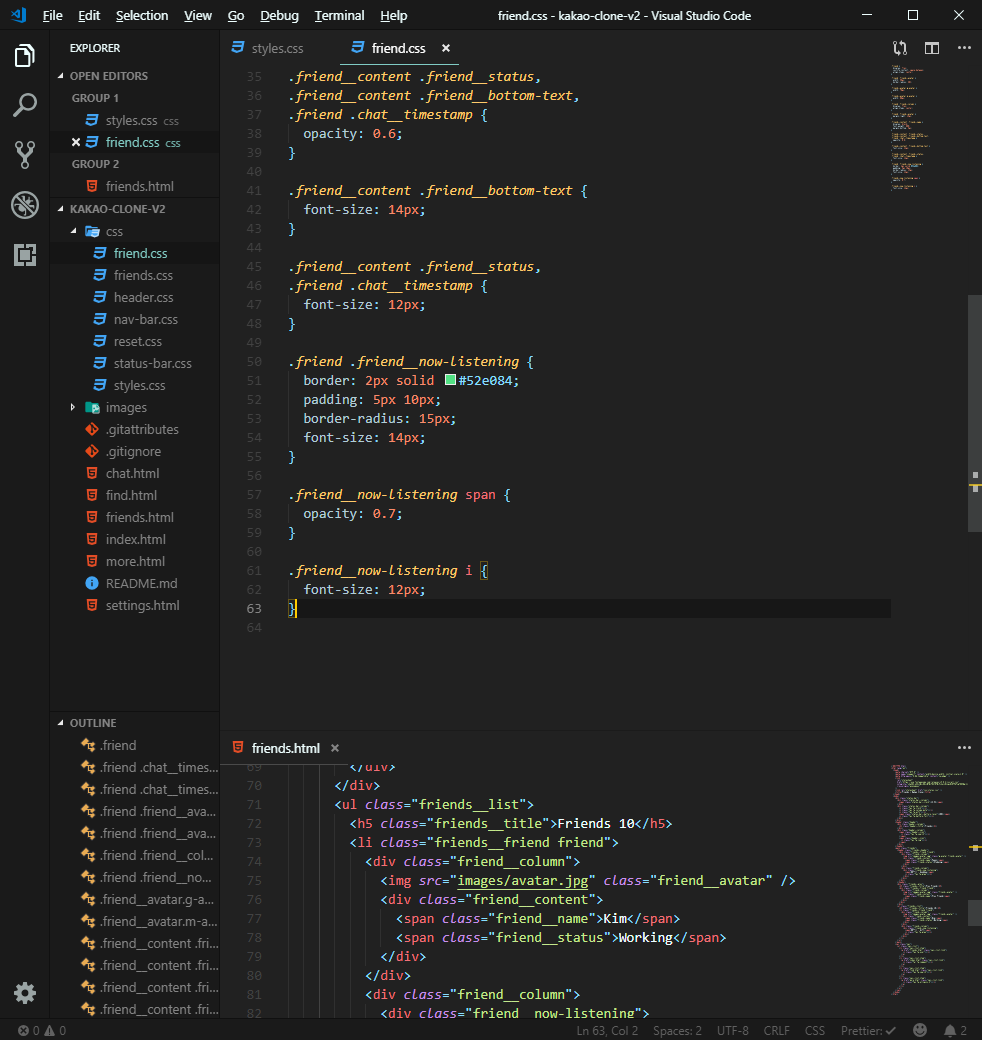 File Edit Selection View Go Debug Terminal Help friend.css - kakao-clone-v2 - Visual Studio Code
EXPLORER
OPEN EDITORS
GROUP 1
styles.css css
friend.css css
GROUP 2
friends.html
KAKAO-CLONE-V2
css
friend.css
friends.css
header.css
nav-bar.css
reset.css
status-bar.css
styles.css
images
.gitattributes
.gitignore
chat.html
find.html
friends.html
index.html
more.html
README.md
settings.html
OUTLINE
.friend
.friend .chat__times...
.friend .chat__times...
.friend .friend__ava...
.friend .friend__ava...
.friend .friend__col...
.friend .friend__no...
.friend__avatar.g-a...
.friend__avatar.m-a...
.friend__content .fri...
.friend__content .fri...
.friend__content .fri...
.friend__content .fri...
styles.css friend.css
35 .friend__content .friend__status,
36 .friend__content .friend__bottom-text,
37 .friend .chat__timestamp {
38 opacity: 0.6;
39 }
40
41 .friend__content .friend__bottom-text {
42 font-size: 14px;
43 }
44
45 .friend__content .friend__status,
46 .friend .chat__timestamp {
47 font-size: 12px;
48 }
49
50 .friend .friend__now-listening {
51 border: 2px solid #52e084;
52 padding: 5px 10px;
53 border-radius: 15px;
54 font-size: 14px;
55 }
56
57 .friend__now-listening span {
58 opacity: 0.7;
59 }
60
61 .friend__now-listening i {
62 font-size: 12px;
63 }
64
friends.html
69 </div>
70 </div>
71 <ul class="friends__list">
72 <h5 class="friends__title">Friends 10</h5>
73 <li class="friends__friend friend">
74 <div class="friend__column">
75 <img src="images/avatar.jpg" class="friend__avatar" />
76 <div class="friend__content">
77 <span class="friend__name">Kim</span>
78 <span class="friend__status">Working</span>
79 </div>
80 </div>
81 <div class="friend__column">
82 <div class="friend__now-listening">
0 0 Ln 63, Col 2 Spaces: 2 UTF-8 CRLF CSS Prettier: ✓ 2